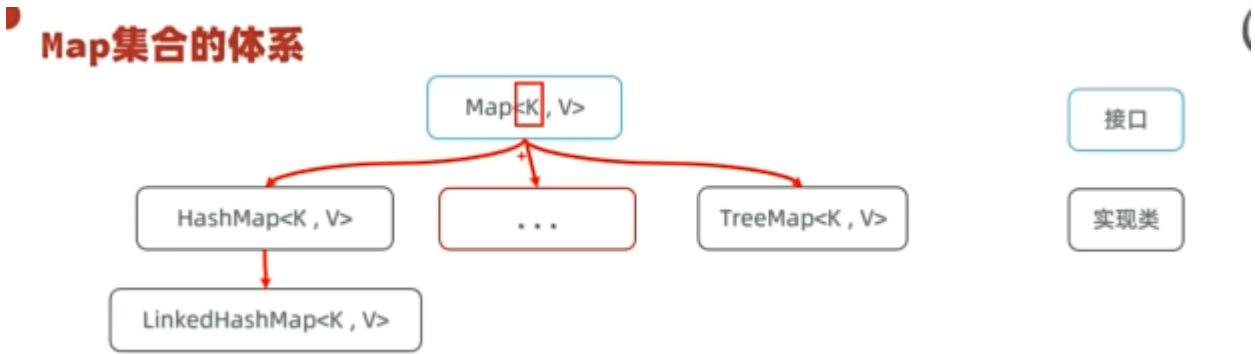 Map集合的体系
Map<K , V>
接口
HashMap<K , V>
...
TreeMap<K , V>
实现类
LinkedHashMap<K , V>